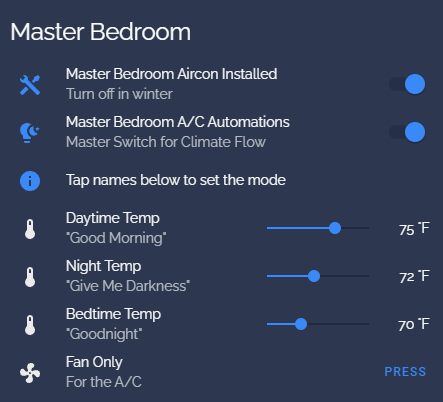 Master Bedroom
Master Bedroom Aircon Installed
Turn off in winter
Master Bedroom A/C Automations
Master Switch for Climate Flow
Tap names below to set the mode
Daytime Temp
"Good Morning"
75 °F
Night Temp
"Give Me Darkness"
72 °F
Bedtime Temp
"Goodnight"
70 °F
Fan Only
For the A/C
PRESS